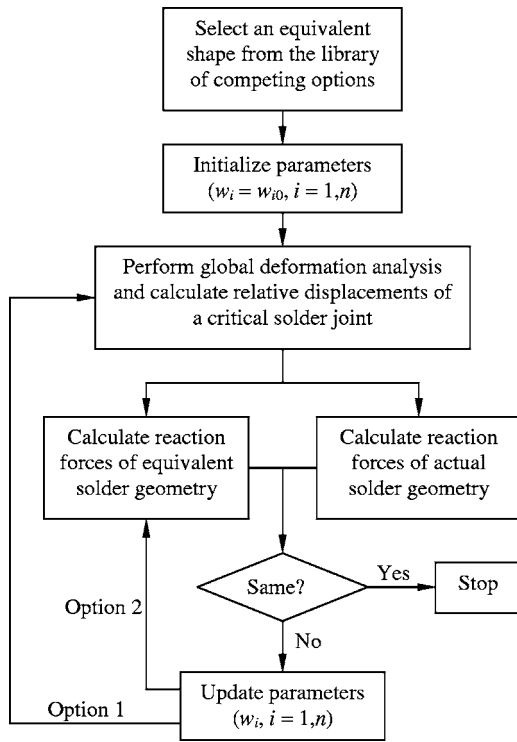 Select an equivalent
shape from the library
of competing options
Initialize parameters
(wi = wi0, i = 1,n)
Perform global deformation analysis
and calculate relative displacements of
a critical solder joint
Calculate reaction
forces of equivalent
solder geometry
Calculate reaction
forces of actual
solder geometry
Same?
Yes
Stop
No
Option 2
Option 1
Update parameters
(wi, i = 1,n)